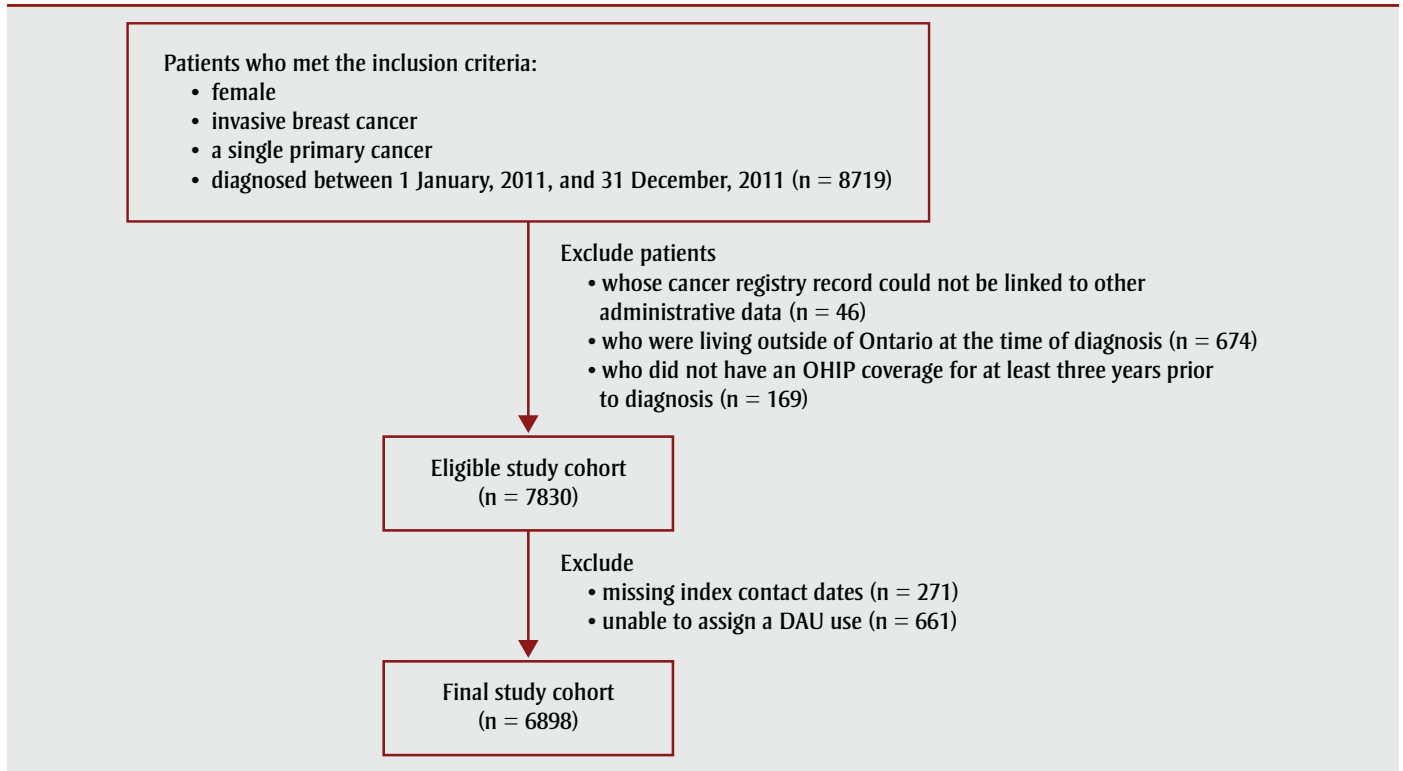 Patients who met the inclusion criteria:
• female
• invasive breast cancer
• a single primary cancer
• diagnosed between 1 January, 2011, and 31 December, 2011 (n = 8719)
Exclude patients
• whose cancer registry record could not be linked to other
administrative data (n = 46)
• who were living outside of Ontario at the time of diagnosis (n = 674)
• who did not have an OHIP coverage for at least three years prior
to diagnosis (n = 169)
Eligible study cohort
(n = 7830)
Exclude
• missing index contact dates (n = 271)
• unable to assign a DAU use (n = 661)
Final study cohort
(n = 6898)